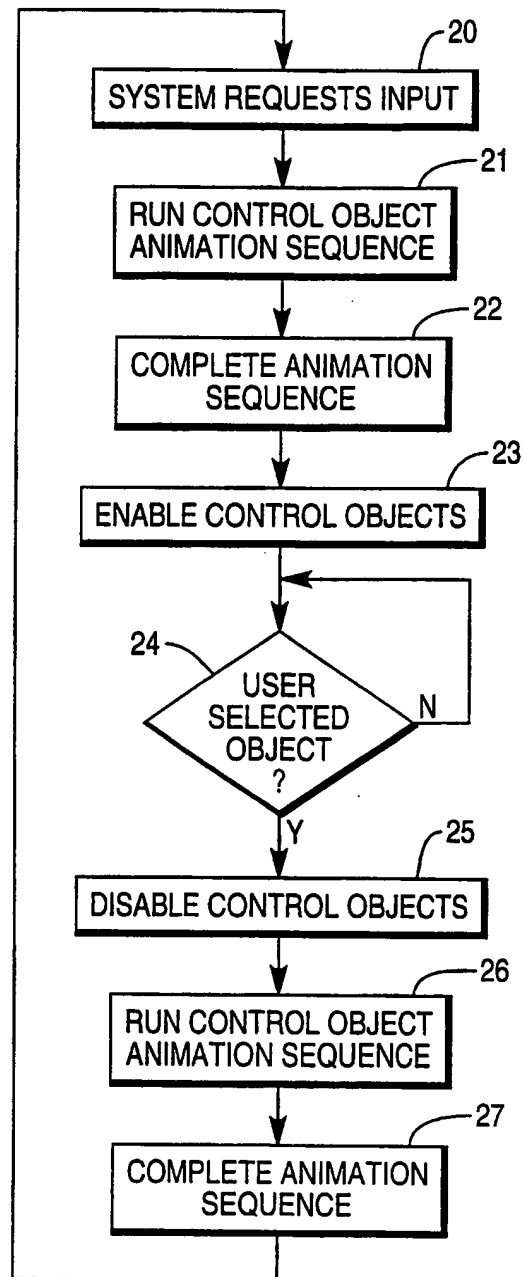 20
SYSTEM REQUESTS INPUT
21
RUN CONTROL OBJECT
ANIMATION SEQUENCE
22
COMPLETE ANIMATION
SEQUENCE
23
ENABLE CONTROL OBJECTS
24
USER
SELECTED
OBJECT
?
N
Y
25
DISABLE CONTROL OBJECTS
26
RUN CONTROL OBJECT
ANIMATION SEQUENCE
27
COMPLETE ANIMATION
SEQUENCE